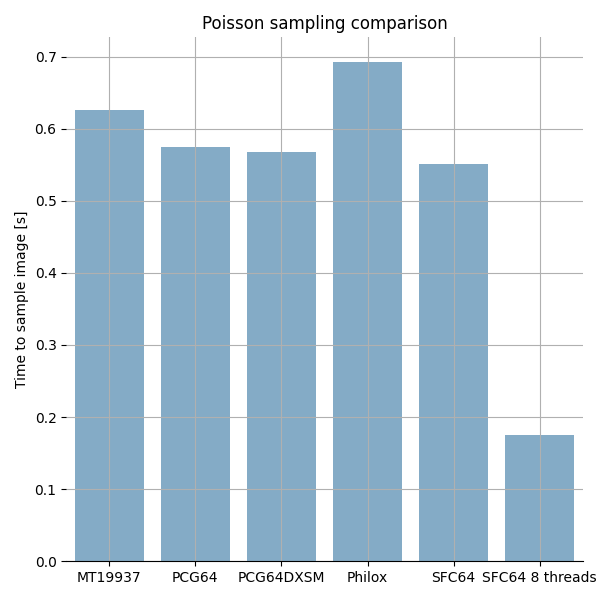 Poisson sampling comparison
Time to sample image [s]
0.7
0.6
0.5
0.4
0.3
0.2
0.1
0.0
MT19937 PCG64 PCG64DXSM Philox SFC64 SFC64 8 threads